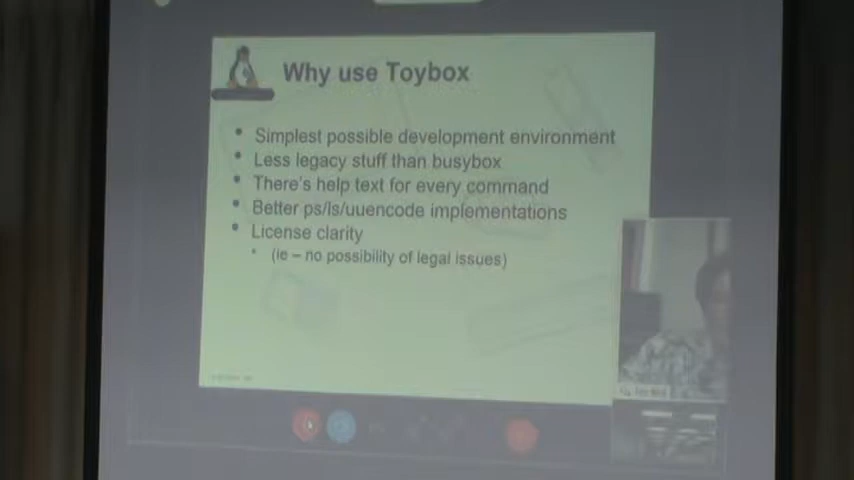 Why use Toybox
• Simplest possible development environment
• Less legacy stuff than busybox
• There's help text for every command
• Better ps/ls/uuencode implementations
• License clarity
• (ie – no possibility of legal issues)